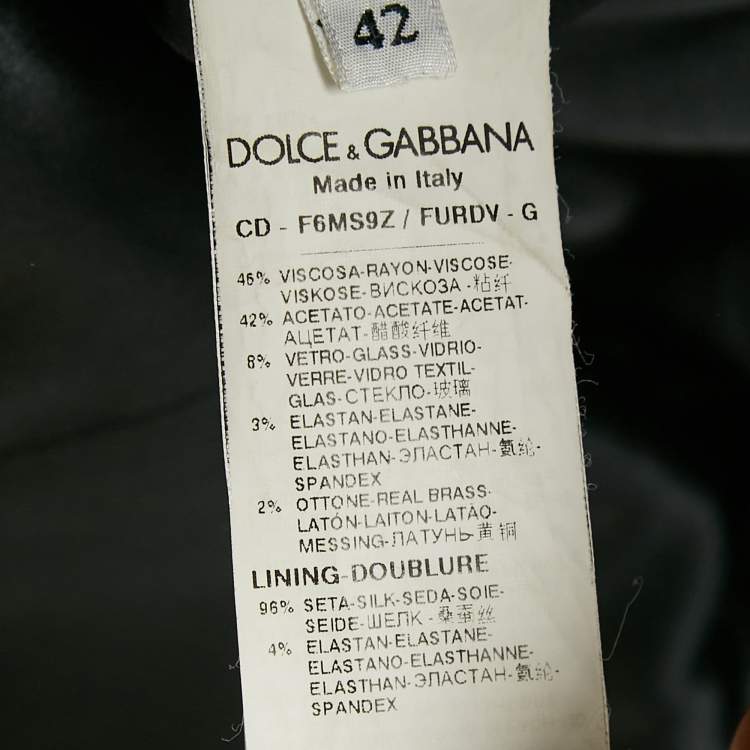 42
DOLCE & GABBANA
Made in Italy
CD - F6MS9Z / FURDV - G
46% VISCOSA-RAYON-VISCOSE-
VISKOSE-ВИСКОЗА-粘纤
42% ACETATO-ACETATE-ACETAT-
АЦЕТАТ-醋酸纤维
8% VETRO-GLASS-VIDRIO-
VERRE-VIDRO TEXTIL-
GLAS-СТЕКЛО-玻璃
3% ELASTAN-ELASTANE-
ELASTANO-ELASTHANNE-
ELASTHAN-ЭЛАСТАН-氨纶-
SPANDEX
2% OTTONE-REAL BRASS-
LATÓN-LAITON-LATÃO-
MESSING-ЛАТУНЬ-黄铜
LINING-DOUBLURE
96% SETA-SILK-SEDA-SOIE-
SEIDE-ШЕЛК-桑蚕丝
4% ELASTAN-ELASTANE-
ELASTANO-ELASTHANNE-
ELASTHAN-ЭЛАСТАН-氨纶-
SPANDEX